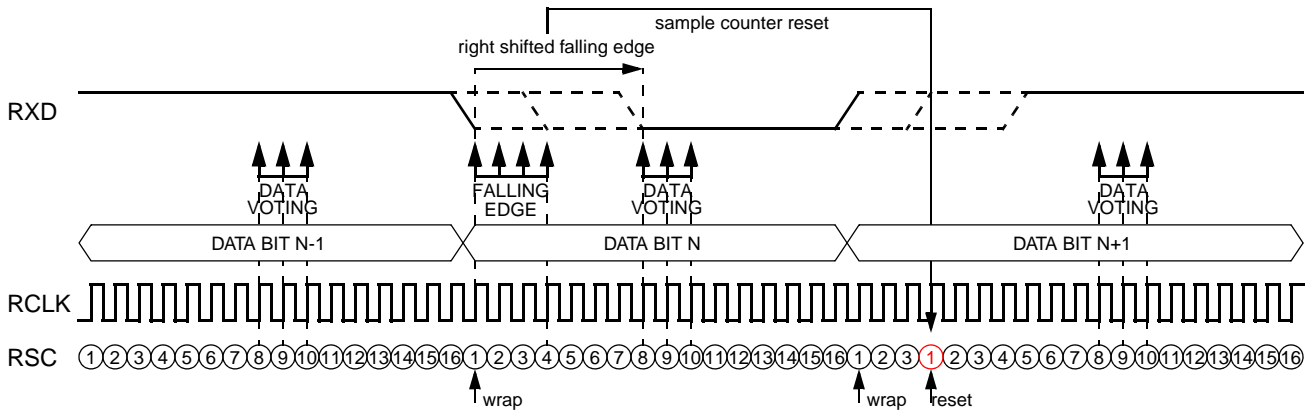 sample counter reset
right shifted falling edge
RXD
DATA VOTING
FALLING EDGE
DATA VOTING
DATA VOTING
DATA BIT N-1
DATA BIT N
DATA BIT N+1
RCLK
RSC 1 2 3 4 5 6 7 8 9 10 11 12 13 14 15 16 1 2 3 4 5 6 7 8 9 10 11 12 13 14 15 16 1 2 3 1 2 3 4 5 6 7 8 9 10 11 12 13 14 15 16
wrap
wrap
reset